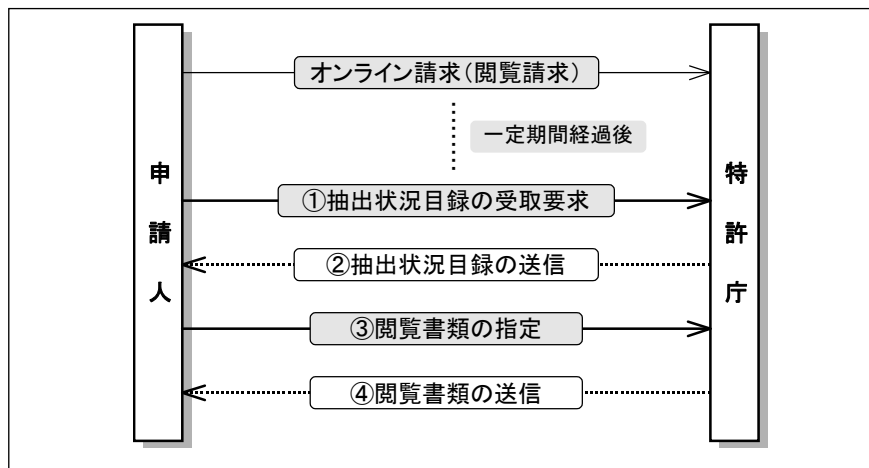 オンライン請求(閲覧請求)
一定期間経過後
申請人
特許庁
①抽出状況目録の受取要求
②抽出状況目録の送信
③閲覧書類の指定
④閲覧書類の送信